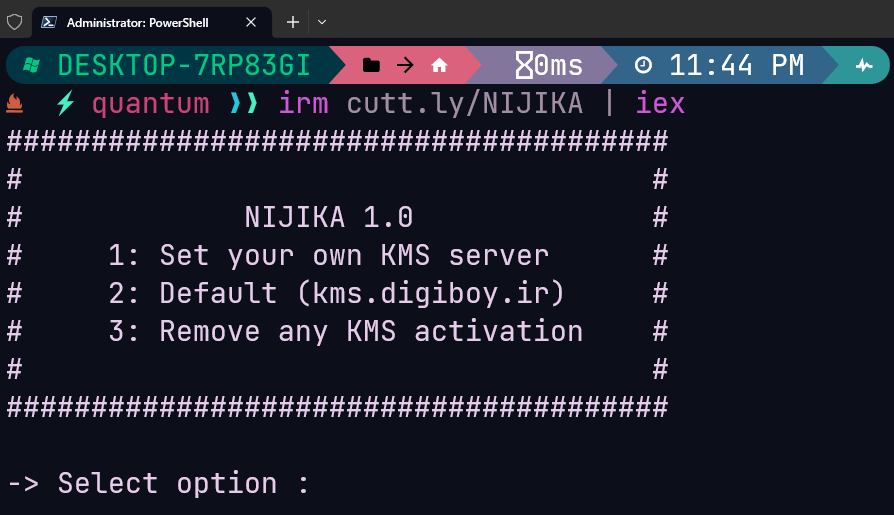 Administrator: PowerShell
DESKTOP-7RP83GI 0ms 11:44 PM
quantum ❯❯ irm cutt.ly/NIJIKA | iex
#######################################
# #
# NIJIKA 1.0 #
# 1: Set your own KMS server #
# 2: Default (kms.digiboy.ir) #
# 3: Remove any KMS activation #
# #
#######################################
-> Select option :